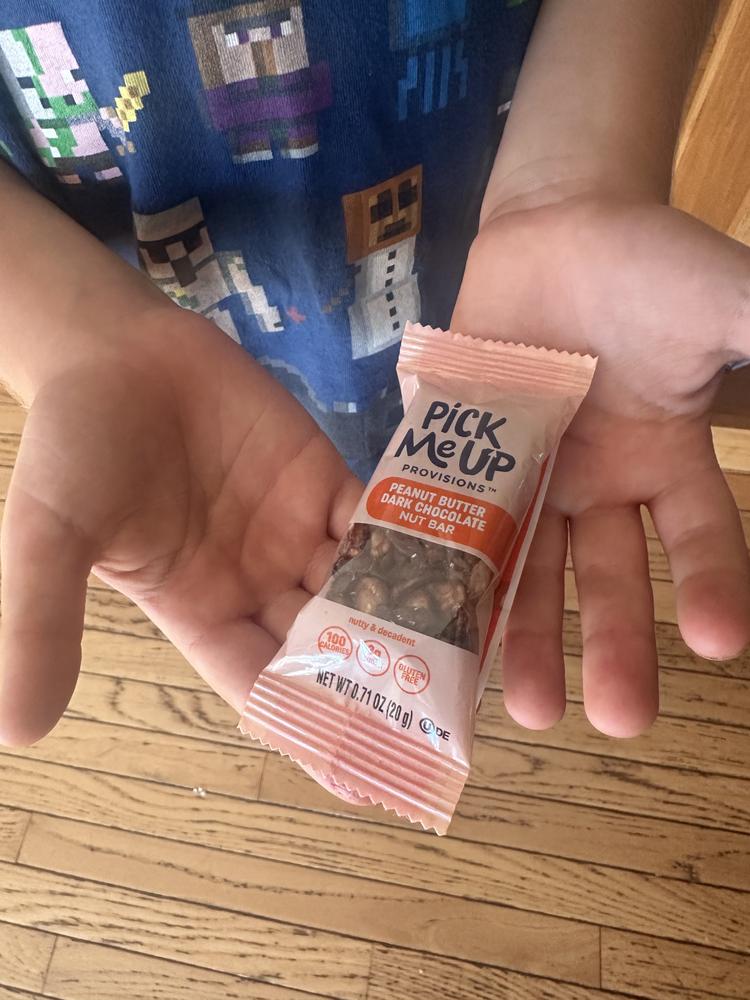 PiCK
Me UP
PROVISIONS™
PEANUT BUTTER
DARK CHOCOLATE
NUT BAR
nutty & decadent
100
CALORIES
GLUTEN
FREE
NET WT 0.71 OZ (20 g)
U DE